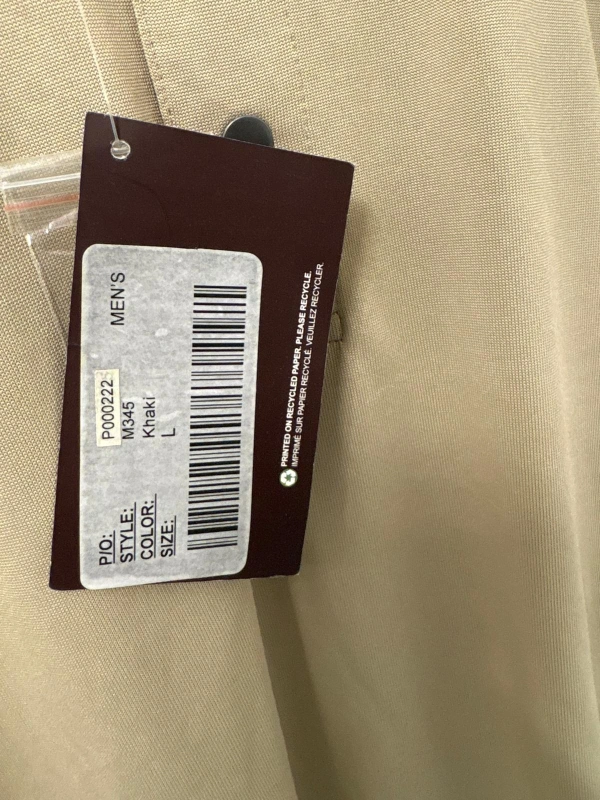 MEN'S
P/O: P000222
STYLE: M345
COLOR: Khaki
SIZE: L
PRINTED ON RECYCLED PAPER. PLEASE RECYCLE.
IMPRIMÉ SUR PAPIER RECYCLÉ. VEUILLEZ RECYCLER.